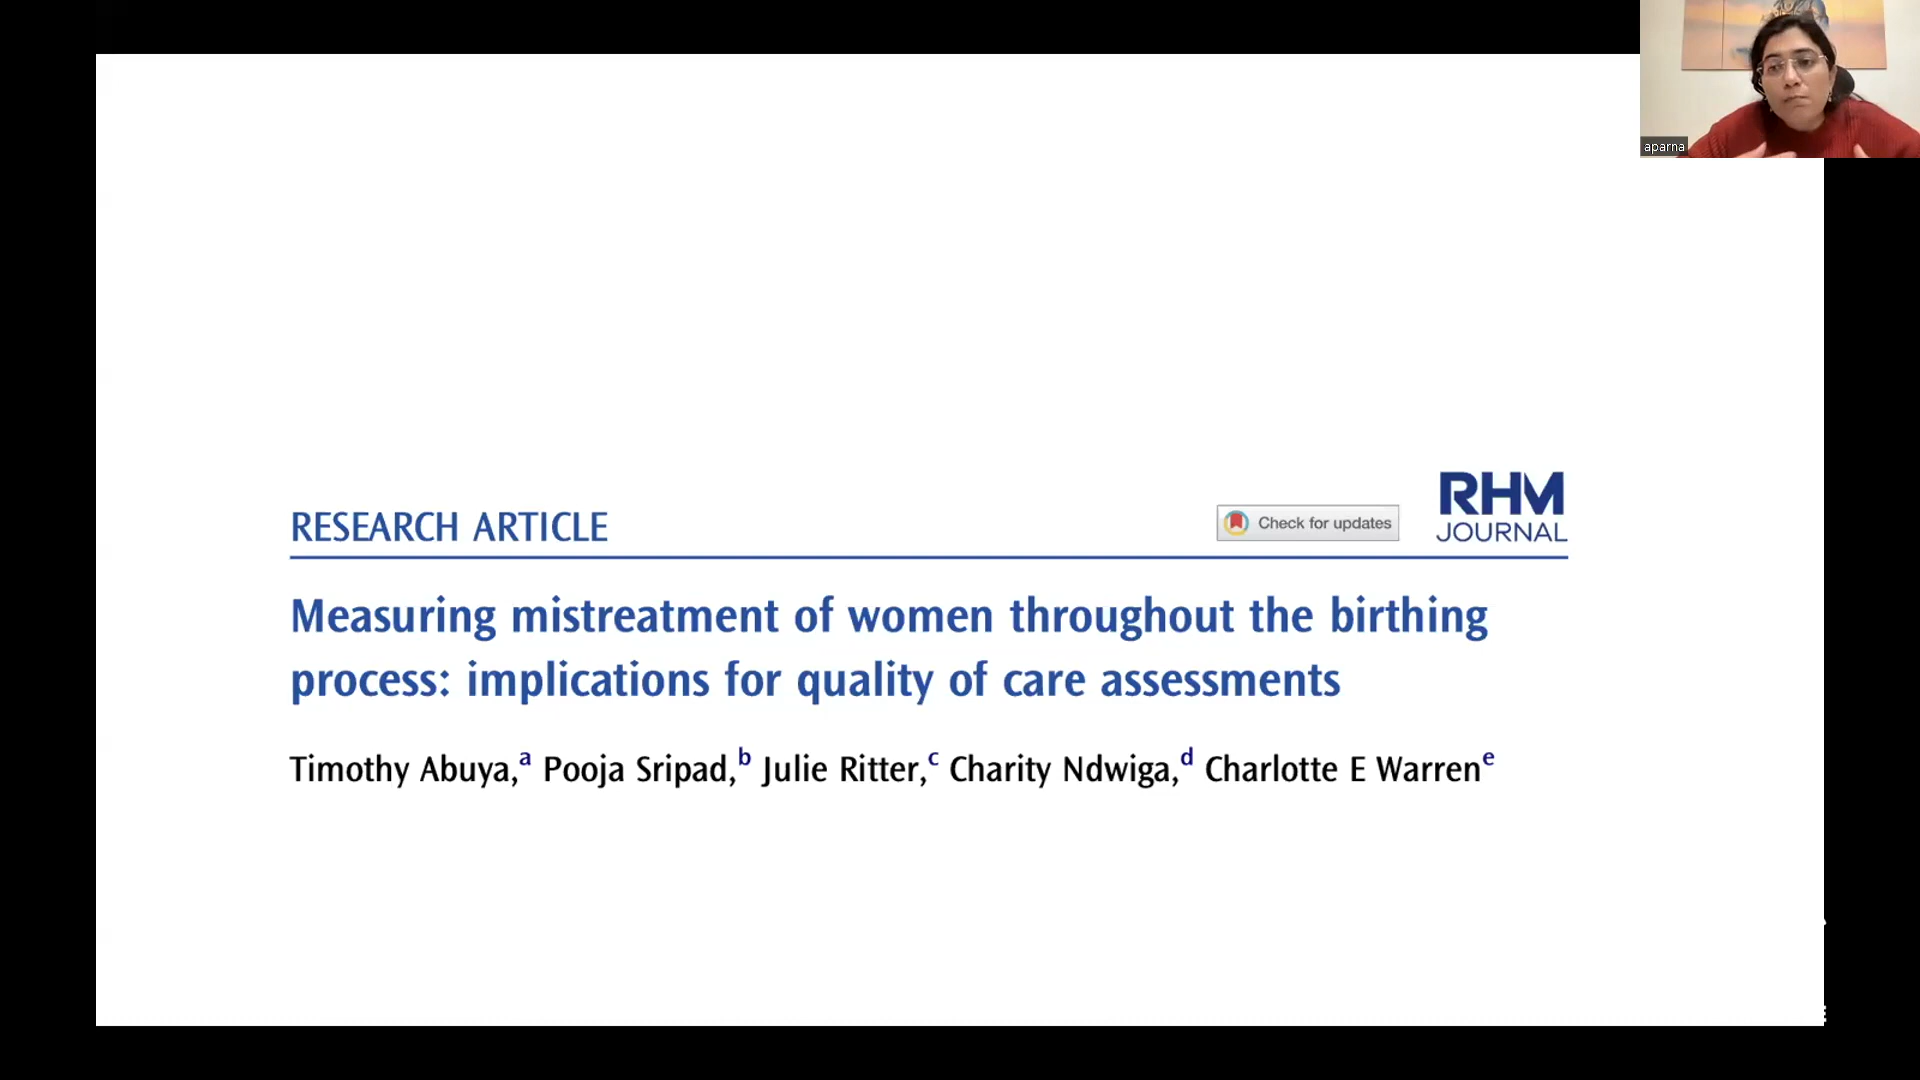 aparna
RESEARCH ARTICLE
Check for updates
RHM
JOURNAL
Measuring mistreatment of women throughout the birthing
process: implications for quality of care assessments
Timothy Abuya,a Pooja Sripad,b Julie Ritter,c Charity Ndwiga,d Charlotte E Warrene